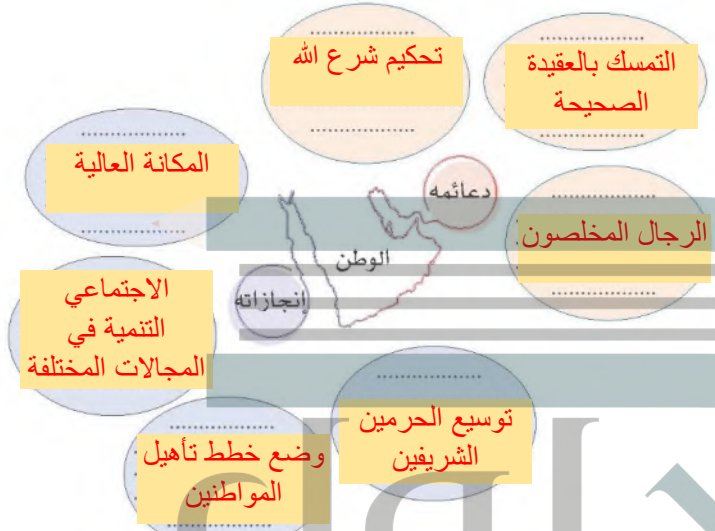 التمسك بالعقيدة
الصحيحة
تحكيم شرع الله
المكانة العالية
دعائمه
الرجال المخلصون
الوطن
إنجازاته
الاجتماعي
التنمية في
المجالات المختلفة
توسيع الحرمين
الشريفين
وضع خطط تأهيل
المواطنين